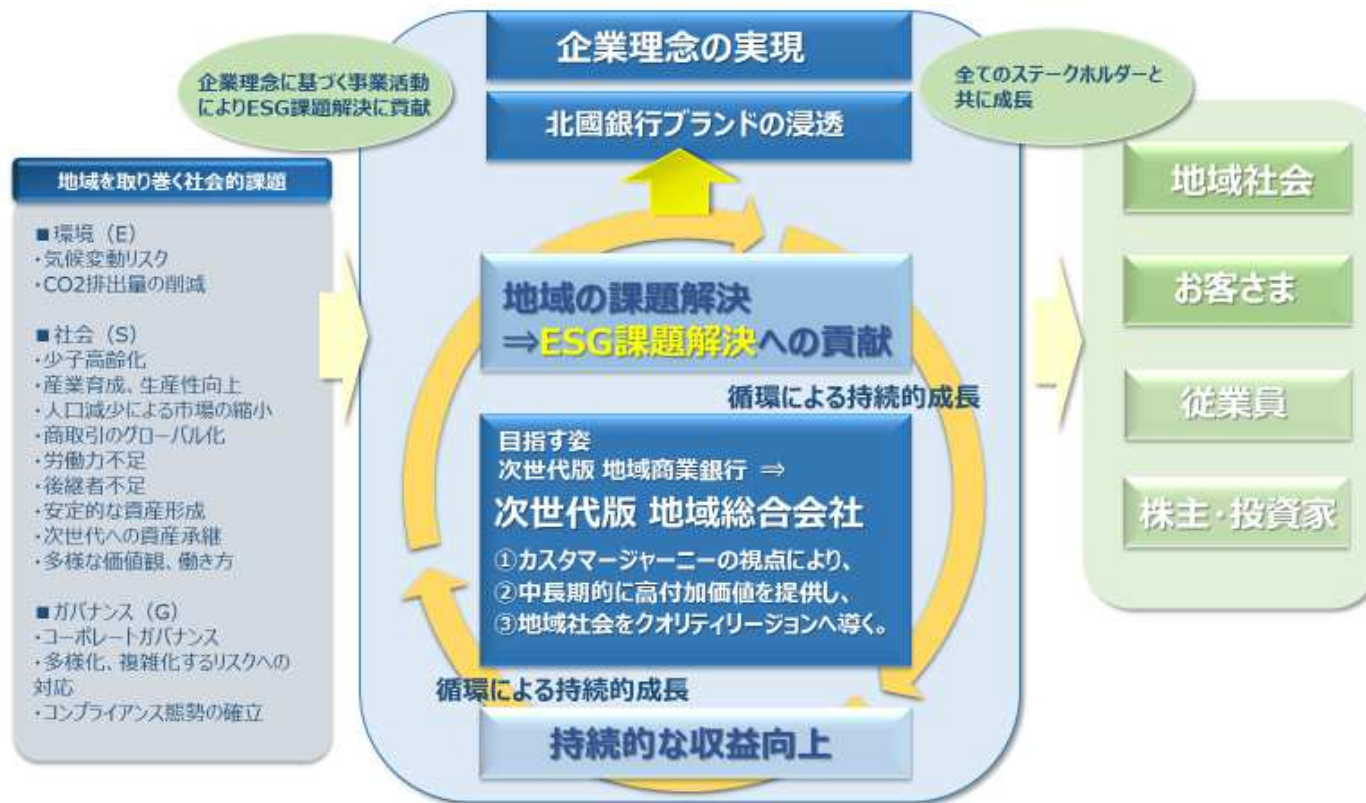 企業理念の実現
北國銀行ブランドの浸透
企業理念に基づく事業活動
によりESG課題解決に貢献
全てのステークホルダーと
共に成長
地域を取り巻く社会的課題
■環境（E）
・気候変動リスク
・CO2排出量の削減
■社会（S）
・少子高齢化
・産業育成、生産性向上
・人口減少による市場の縮小
・商取引のグローバル化
・労働力不足
・後継者不足
・安定的な資産形成
・次世代への資産承継
・多様な価値観、働き方
■ガバナンス（G）
・コーポレートガバナンス
・多様化、複雑化するリスクへの
対応
・コンプライアンス態勢の確立
地域の課題解決
⇒ESG課題解決への貢献
循環による持続的成長
目指す姿
次世代版 地域商業銀行 ⇒
次世代版 地域総合会社
①カスタマージャーニーの視点により、
②中長期的に高付加価値を提供し、
③地域社会をクオリティリージョンへ導く。
循環による持続的成長
持続的な収益向上
地域社会
お客さま
従業員
株主・投資家